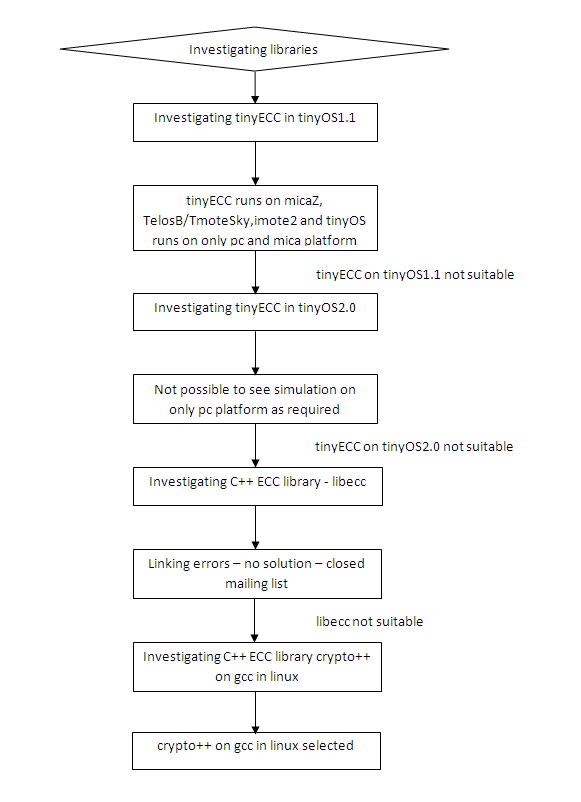 Investigating libraries
Investigating tinyECC in tinyOS1.1
tinyECC runs on micaZ,
TelosB/TmoteSky,imote2 and tinyOS
runs on only pc and mica platform
tinyECC on tinyOS1.1 not suitable
Investigating tinyECC in tinyOS2.0
Not possible to see simulation on
only pc platform as required
tinyECC on tinyOS2.0 not suitable
Investigating C++ ECC library - libecc
Linking errors – no solution – closed
mailing list
libecc not suitable
Investigating C++ ECC library crypto++
on gcc in linux
crypto++ on gcc in linux selected